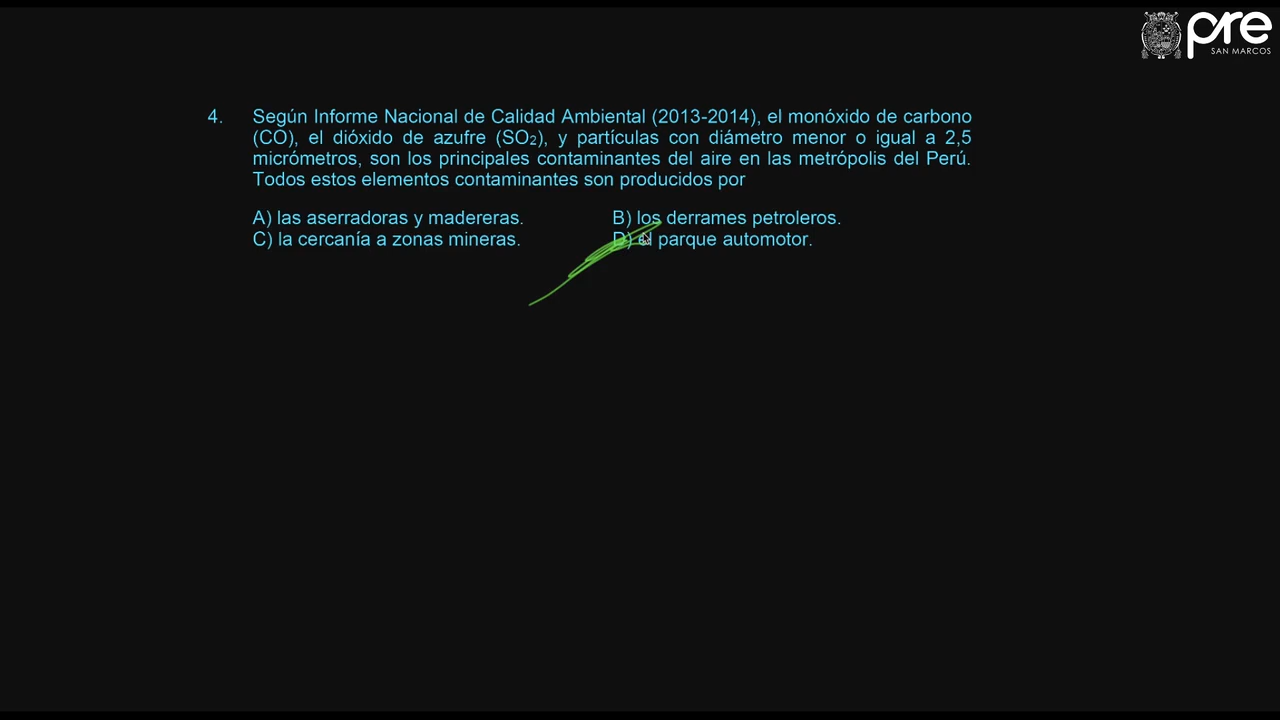 pre
SAN MARCOS
4. Según Informe Nacional de Calidad Ambiental (2013-2014), el monóxido de carbono
(CO), el dióxido de azufre (SO₂), y partículas con diámetro menor o igual a 2,5
micrómetros, son los principales contaminantes del aire en las metrópolis del Perú.
Todos estos elementos contaminantes son producidos por
A) las aserradoras y madereras. B) los derrames petroleros.
C) la cercanía a zonas mineras. D) el parque automotor.